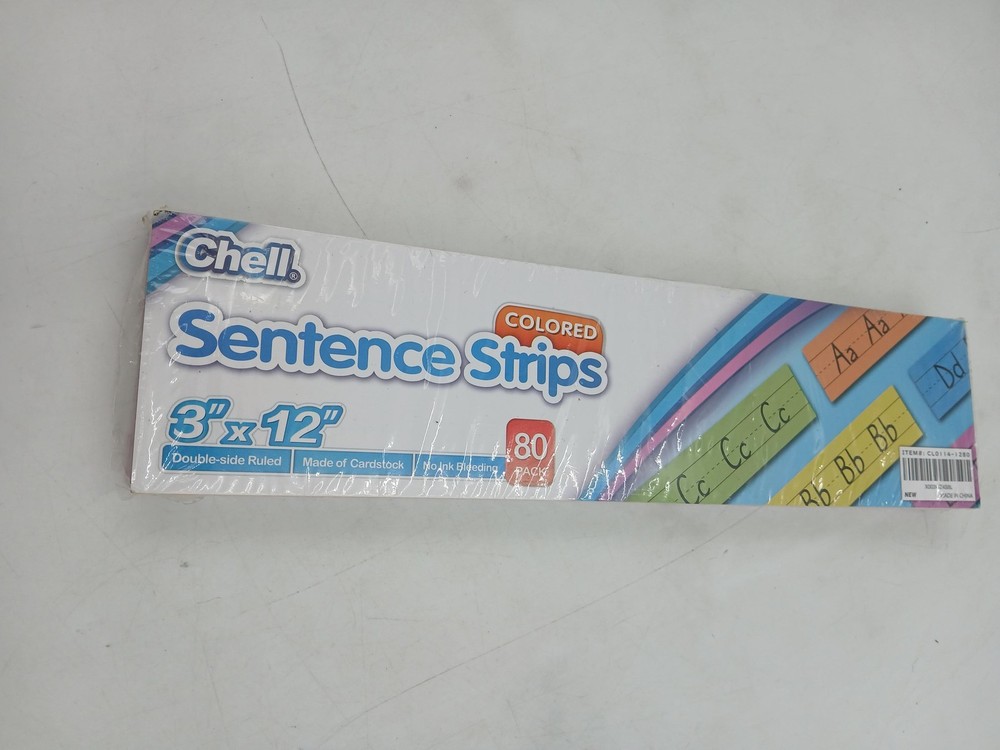 Chell®
COLORED
Sentence Strips
3" x 12"
Double-side Ruled
Made of Cardstock
No Ink Bleeding
80
PACK
Aa Aa
Dd
Cc Cc Cc
Bb Bb Bb
NEW